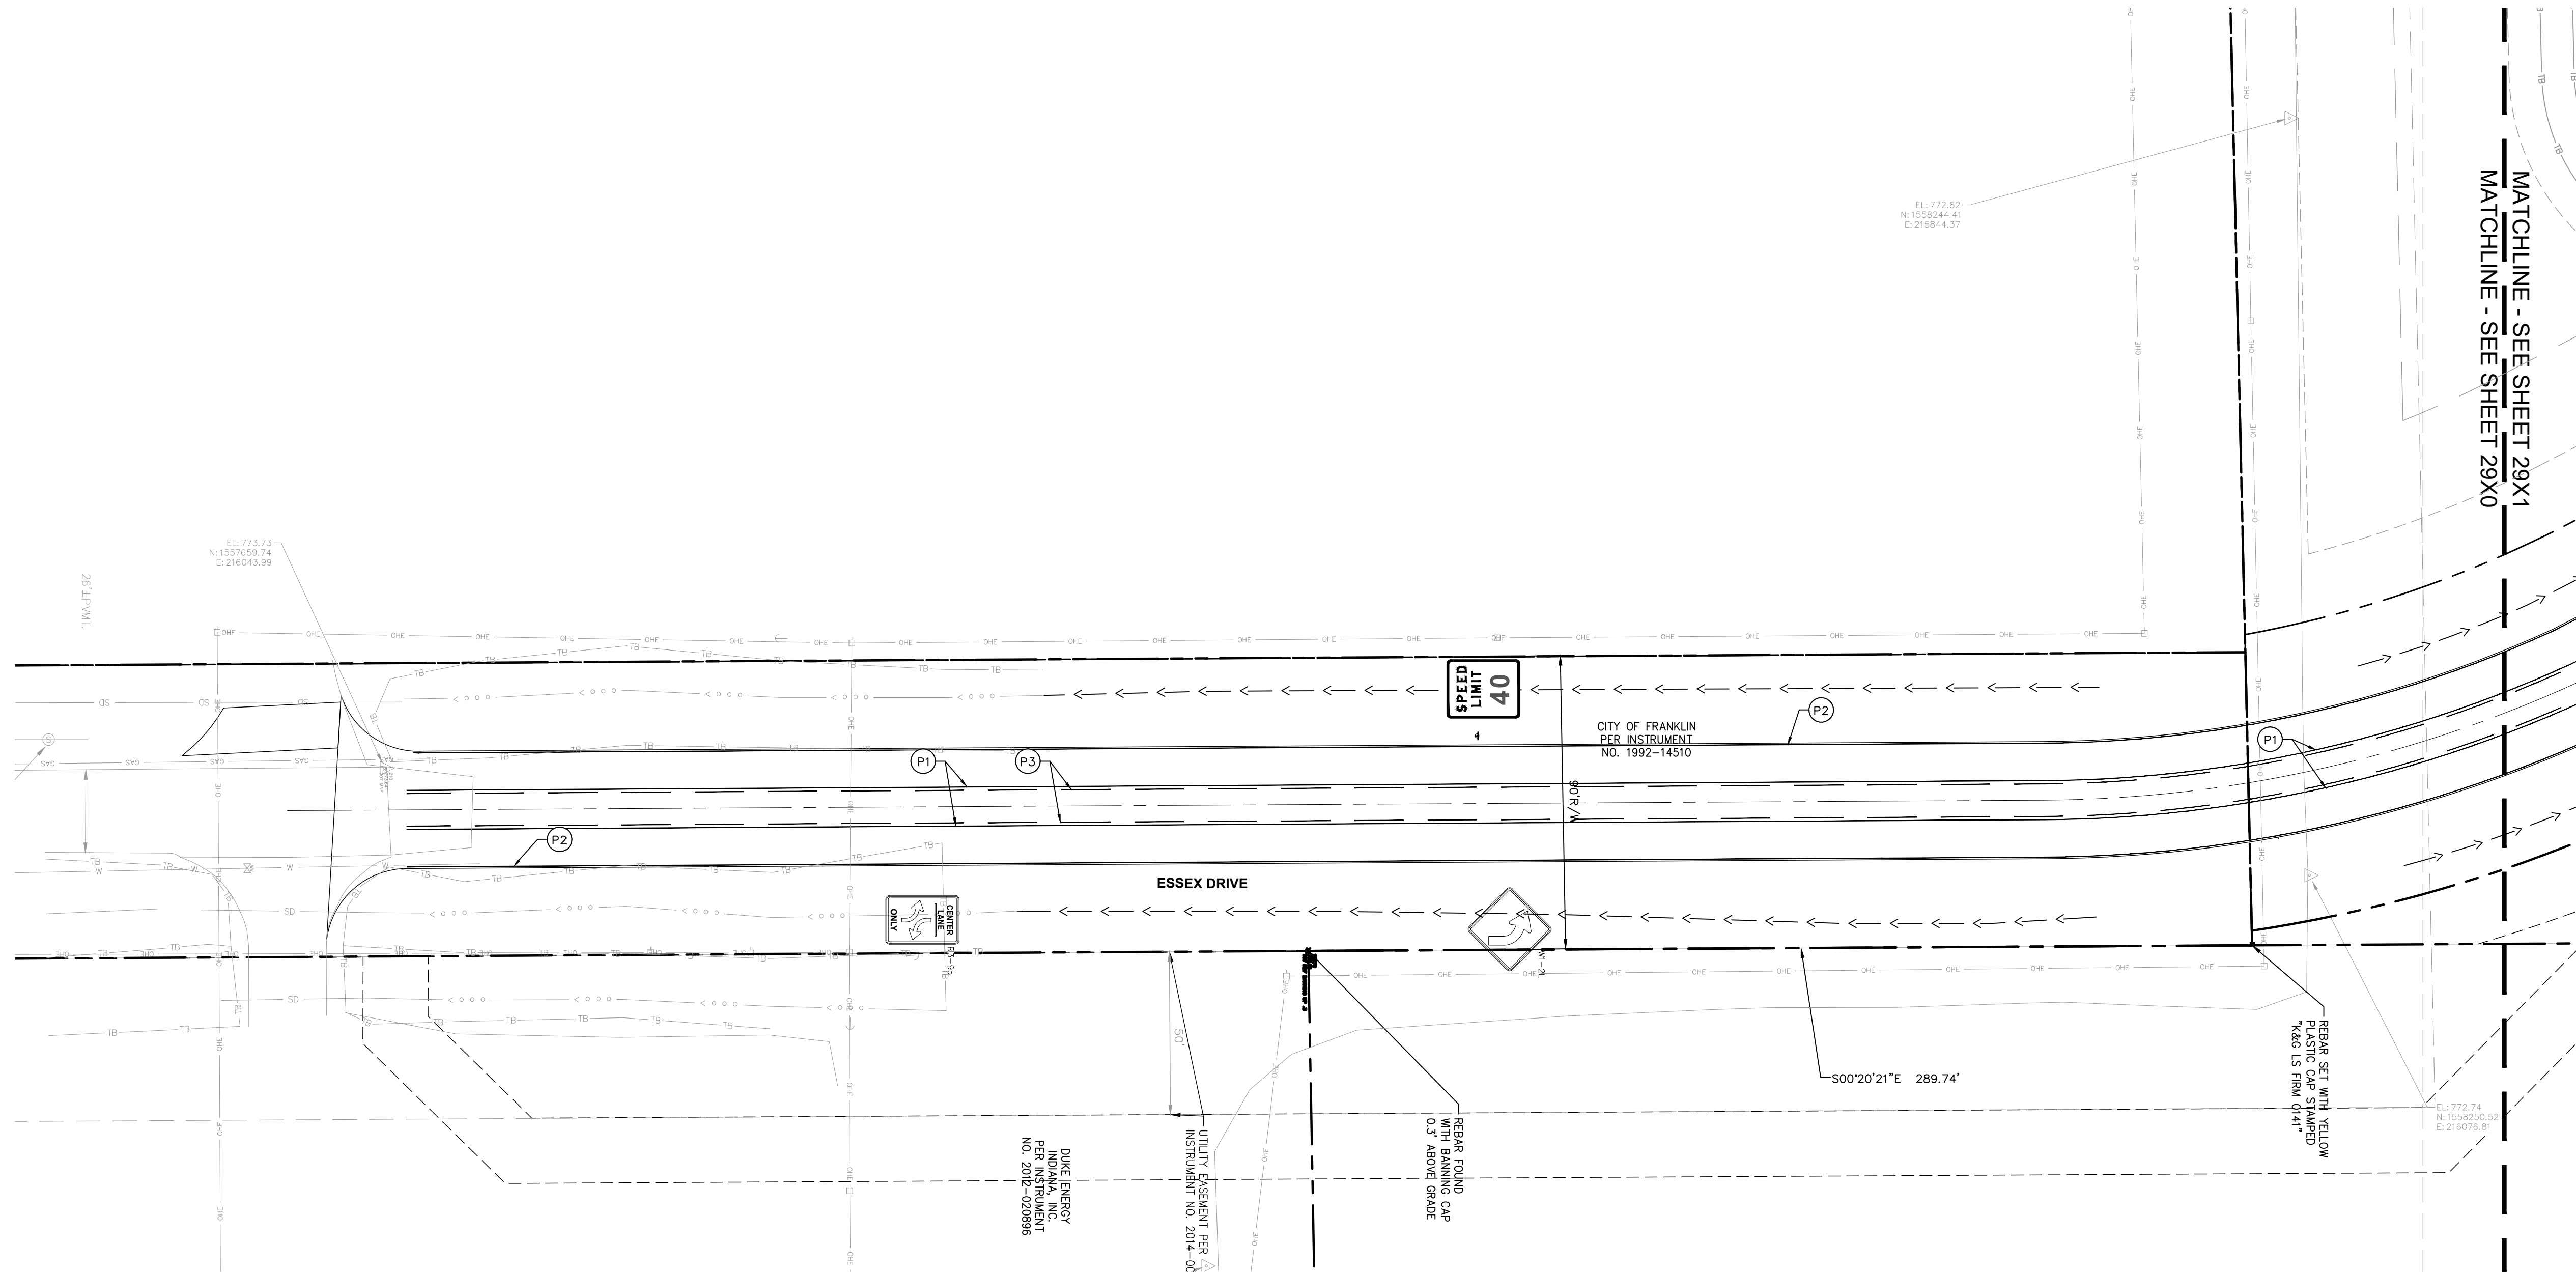 MATCHLINE - SEE SHEET 29X1
MATCHLINE - SEE SHEET 29X0
EL: 772.82
N: 1558244.41
E: 215844.37
EL: 773.73
N: 1557659.74
E: 216043.99
26'±PVMT.
SPEED
LIMIT
40
CITY OF FRANKLIN
PER INSTRUMENT
NO. 1992-14510
P2
P1
P1
P3
P2
90'R/W
ESSEX DRIVE
CENTER
LANE
ONLY
R3-9b
W1-2L
50'
S00°20'21"E 289.74'
REBAR SET WITH YELLOW
PLASTIC CAP STAMPED
"K&G LS FIRM 0141"
EL: 772.74
N: 1558250.52
E: 216076.81
REBAR FOUND
WITH BANNING CAP
0.3' ABOVE GRADE
UTILITY EASEMENT PER
INSTRUMENT NO. 2014-00
DUKE ENERGY
INDIANA, INC.
PER INSTRUMENT
NO. 2012-020896
OHE
TB
SD
GAS
W
S